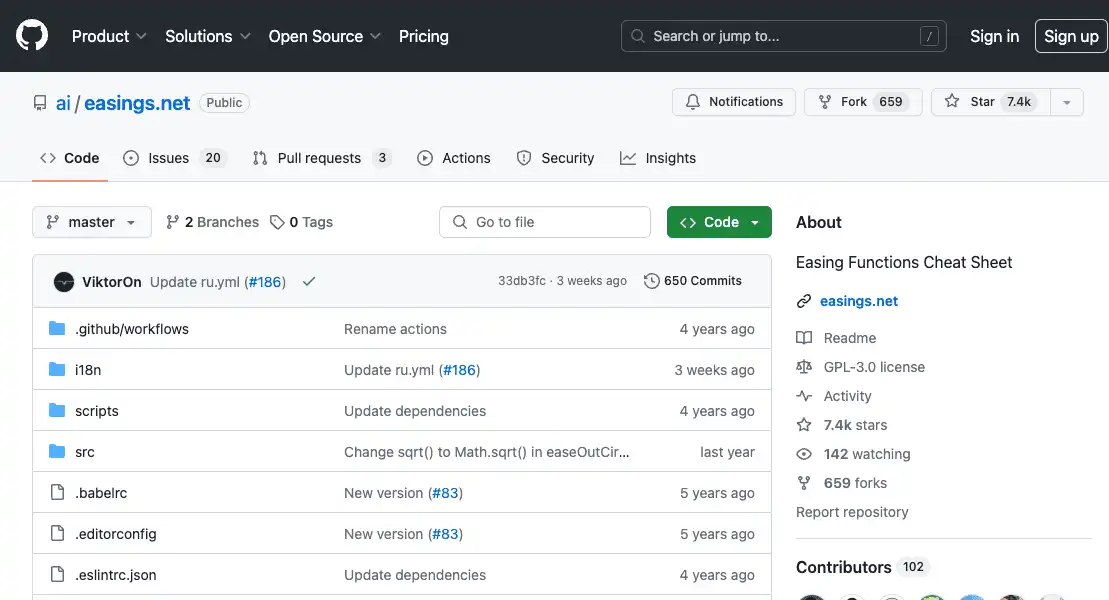 Product Solutions Open Source Pricing Search or jump to... / Sign in Sign up
ai / easings.net Public Notifications Fork 659 Star 7.4k
Code Issues 20 Pull requests 3 Actions Security Insights
master 2 Branches 0 Tags Go to file Code
About
Easing Functions Cheat Sheet
easings.net
Readme
GPL-3.0 license
Activity
7.4k stars
142 watching
659 forks
Report repository
Contributors 102
ViktorOn Update ru.yml (#186) 33db3fc · 3 weeks ago 650 Commits
.github/workflows Rename actions 4 years ago
i18n Update ru.yml (#186) 3 weeks ago
scripts Update dependencies 4 years ago
src Change sqrt() to Math.sqrt() in easeOutCir... last year
.babelrc New version (#83) 5 years ago
.editorconfig New version (#83) 5 years ago
.eslintrc.json Update dependencies 4 years ago